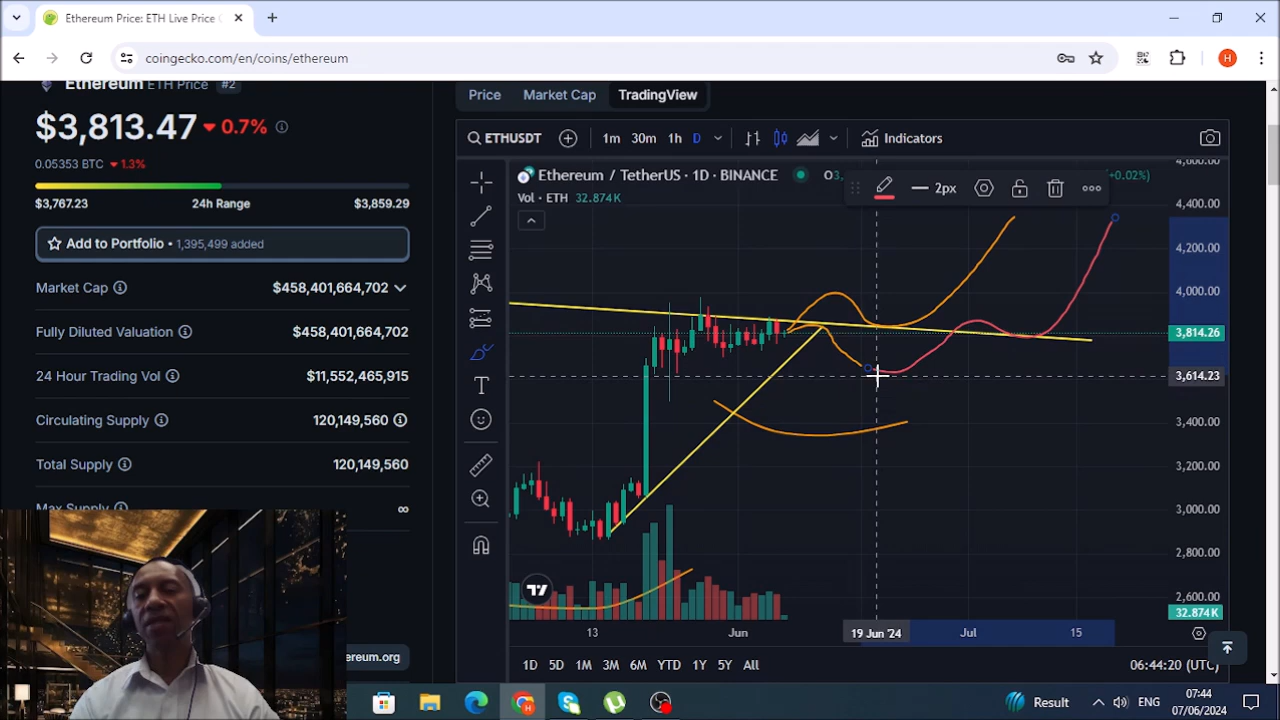 Ethereum Price: ETH Live Price
coingecko.com/en/coins/ethereum
H
Ethereum ETH Price #2
$3,813.47 0.7%
0.05353 BTC 1.3%
$3,767.23 24h Range $3,859.29
Add to Portfolio • 1,395,499 added
Market Cap $458,401,664,702
Fully Diluted Valuation $458,401,664,702
24 Hour Trading Vol $11,552,465,915
Circulating Supply 120,149,560
Total Supply 120,149,560
Max Supply ∞
ethereum.org
Price Market Cap TradingView
ETHUSDT 1m 30m 1h D Indicators
Ethereum / TetherUS · 1D · BINANCE O3, +0.02%)
2px
Vol · ETH 32.874K
4,400.00
4,200.00
4,000.00
3,814.26
3,614.23
3,400.00
3,200.00
3,000.00
2,800.00
2,600.00
32.874K
13 Jun 19 Jun '24 Jul 15
1D 5D 1M 3M 6M YTD 1Y 5Y All 06:44:20 (UTC)
Result ENG 07:44
07/06/2024